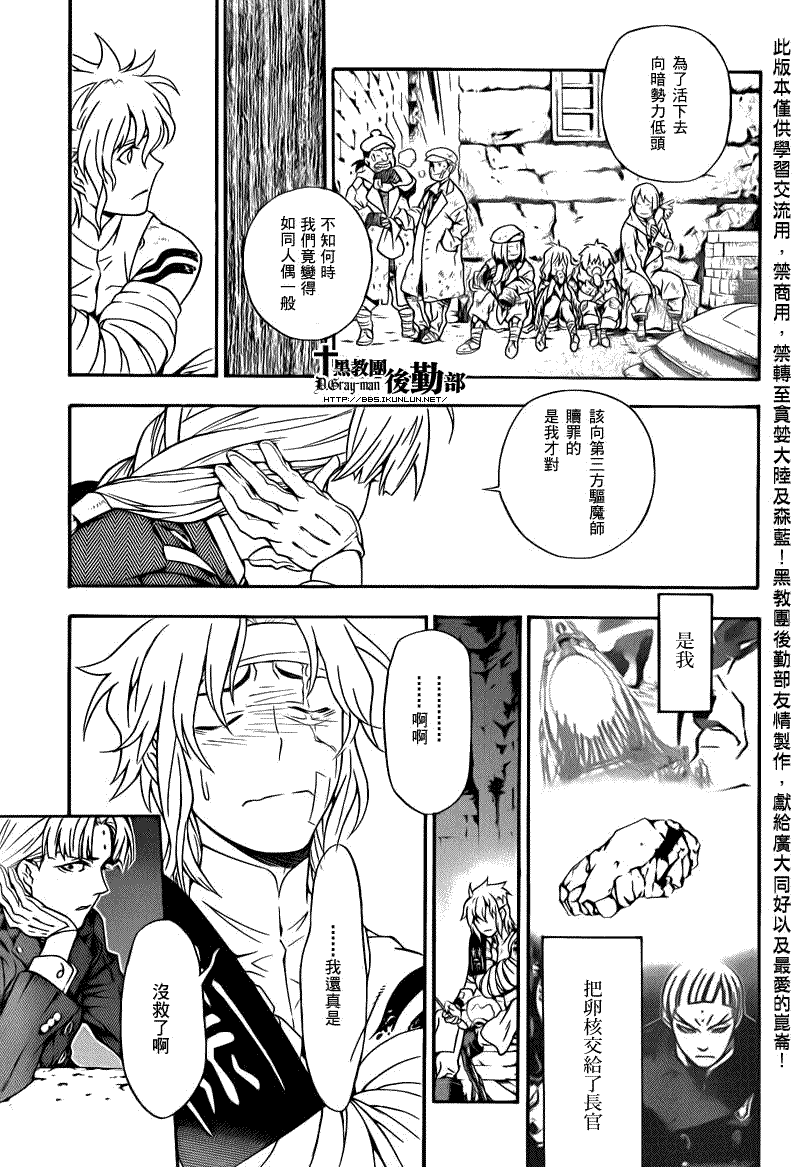 為了活下去
向暗勢力低頭
不知何時
我們竟變得
如同人偶一般
黑教團
D.Gray-man
後勤部
HTTP://BBS.IKUNLUN.NET/
該向第三方驅魔師
贖罪的
是我才對
是我
把卵核交給了長官
…………
……啊啊
……我還真是
沒救了啊
此版本僅供學習交流用，禁商用，禁轉至貪婪大陸及森藍！黑教團後勤部友情製作，獻給廣大同好以及最愛的崑崙！